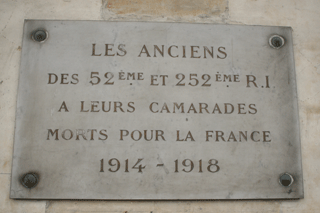 LES ANCIENS
DES 52ÈME ET 252ÈME R.I.
A LEURS CAMARADES
MORTS POUR LA FRANCE
1914 - 1918